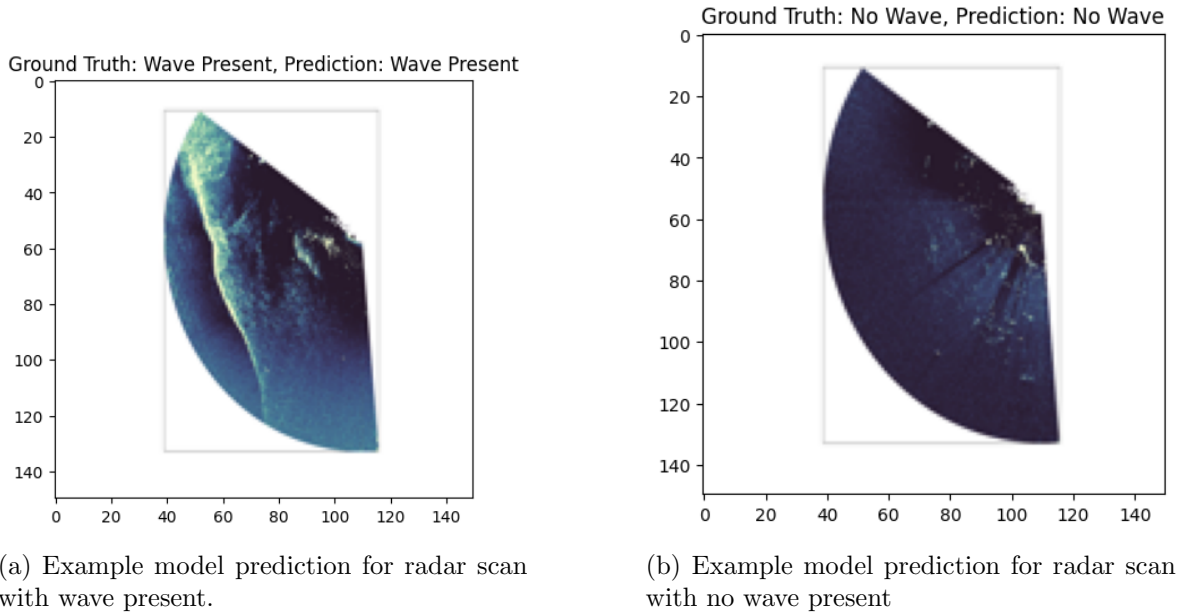 Ground Truth: Wave Present, Prediction: Wave Present
0
20
40
60
80
100
120
140
0 20 40 60 80 100 120 140
(a) Example model prediction for radar scan
with wave present.
Ground Truth: No Wave, Prediction: No Wave
0
20
40
60
80
100
120
140
0 20 40 60 80 100 120 140
(b) Example model prediction for radar scan
with no wave present